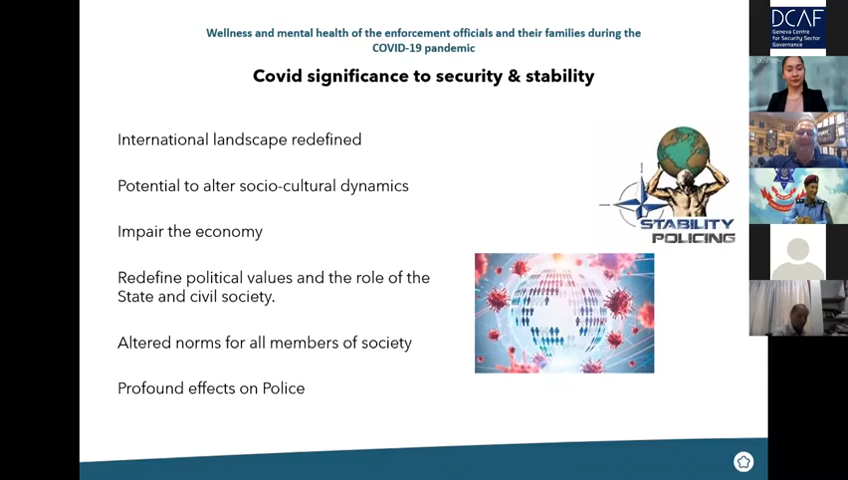 Wellness and mental health of the enforcement officials and their families during the
COVID-19 pandemic
Covid significance to security & stability
International landscape redefined
Potential to alter socio-cultural dynamics
Impair the economy
Redefine political values and the role of the
State and civil society.
Altered norms for all members of society
Profound effects on Police
STABILITY
POLICING
DCAF
Geneva Centre
for Security Sector
Governance